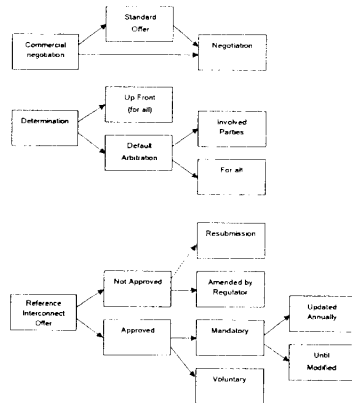 Standard
Offer
Commercial
negotiation
Negotiation
Up Front
(for all)
Determination
Involved
Parties
Default
Arbitration
For all
Resubmission
Not Approved
Amended by
Regulator
Updated
Annually
Reference
Interconnect
Offer
Approved
Mandatory
Until
Modified
Voluntary